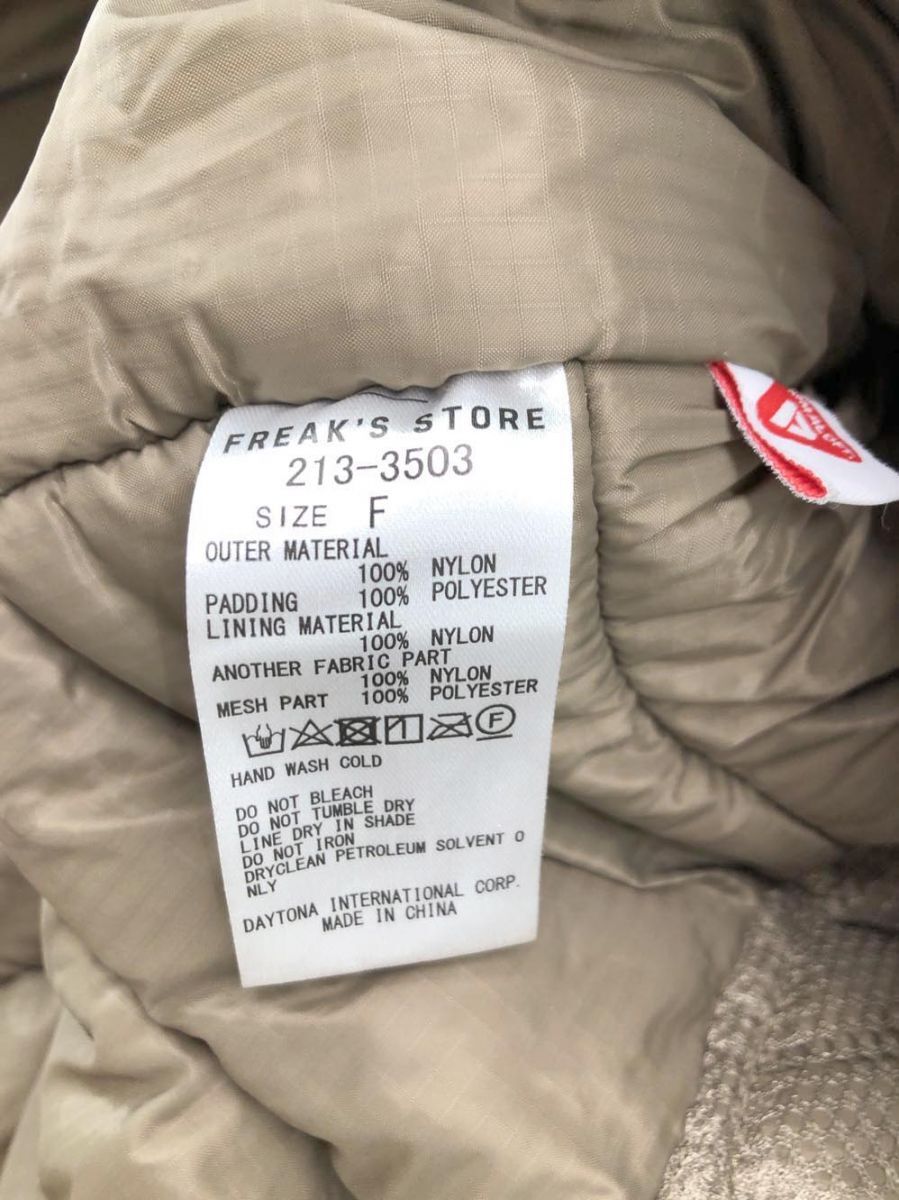 FREAK'S STORE
213-3503
SIZE F
OUTER MATERIAL
100% NYLON
PADDING 100% POLYESTER
LINING MATERIAL
100% NYLON
ANOTHER FABRIC PART
100% NYLON
MESH PART 100% POLYESTER
F
HAND WASH COLD
DO NOT BLEACH
DO NOT TUMBLE DRY
LINE DRY IN SHADE
DO NOT IRON
DRYCLEAN PETROLEUM SOLVENT O
NLY
DAYTONA INTERNATIONAL CORP.
MADE IN CHINA